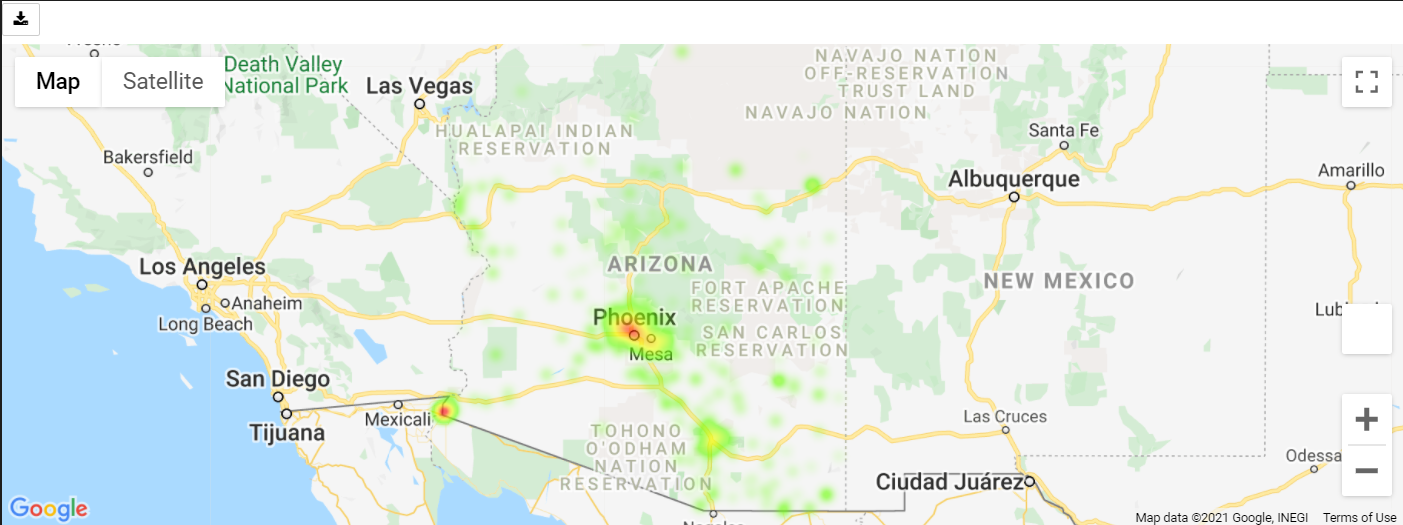 Map
Satellite
Death Valley
National Park
Las Vegas
NAVAJO NATION
OFF-RESERVATION
TRUST LAND
NAVAJO NATION
HUALAPAI INDIAN
RESERVATION
Santa Fe
Bakersfield
Amarillo
Albuquerque
Los Angeles
ARIZONA
NEW MEXICO
FORT APACHE
RESERVATION
Anaheim
Long Beach
Phoenix
SAN CARLOS
RESERVATION
Mesa
San Diego
Mexicali
Tijuana
Las Cruces
TOHONO
O'ODHAM
NATION
RESERVATION
Odessa
Ciudad Juárez
Google
Map data ©2021 Google, INEGI
Terms of Use